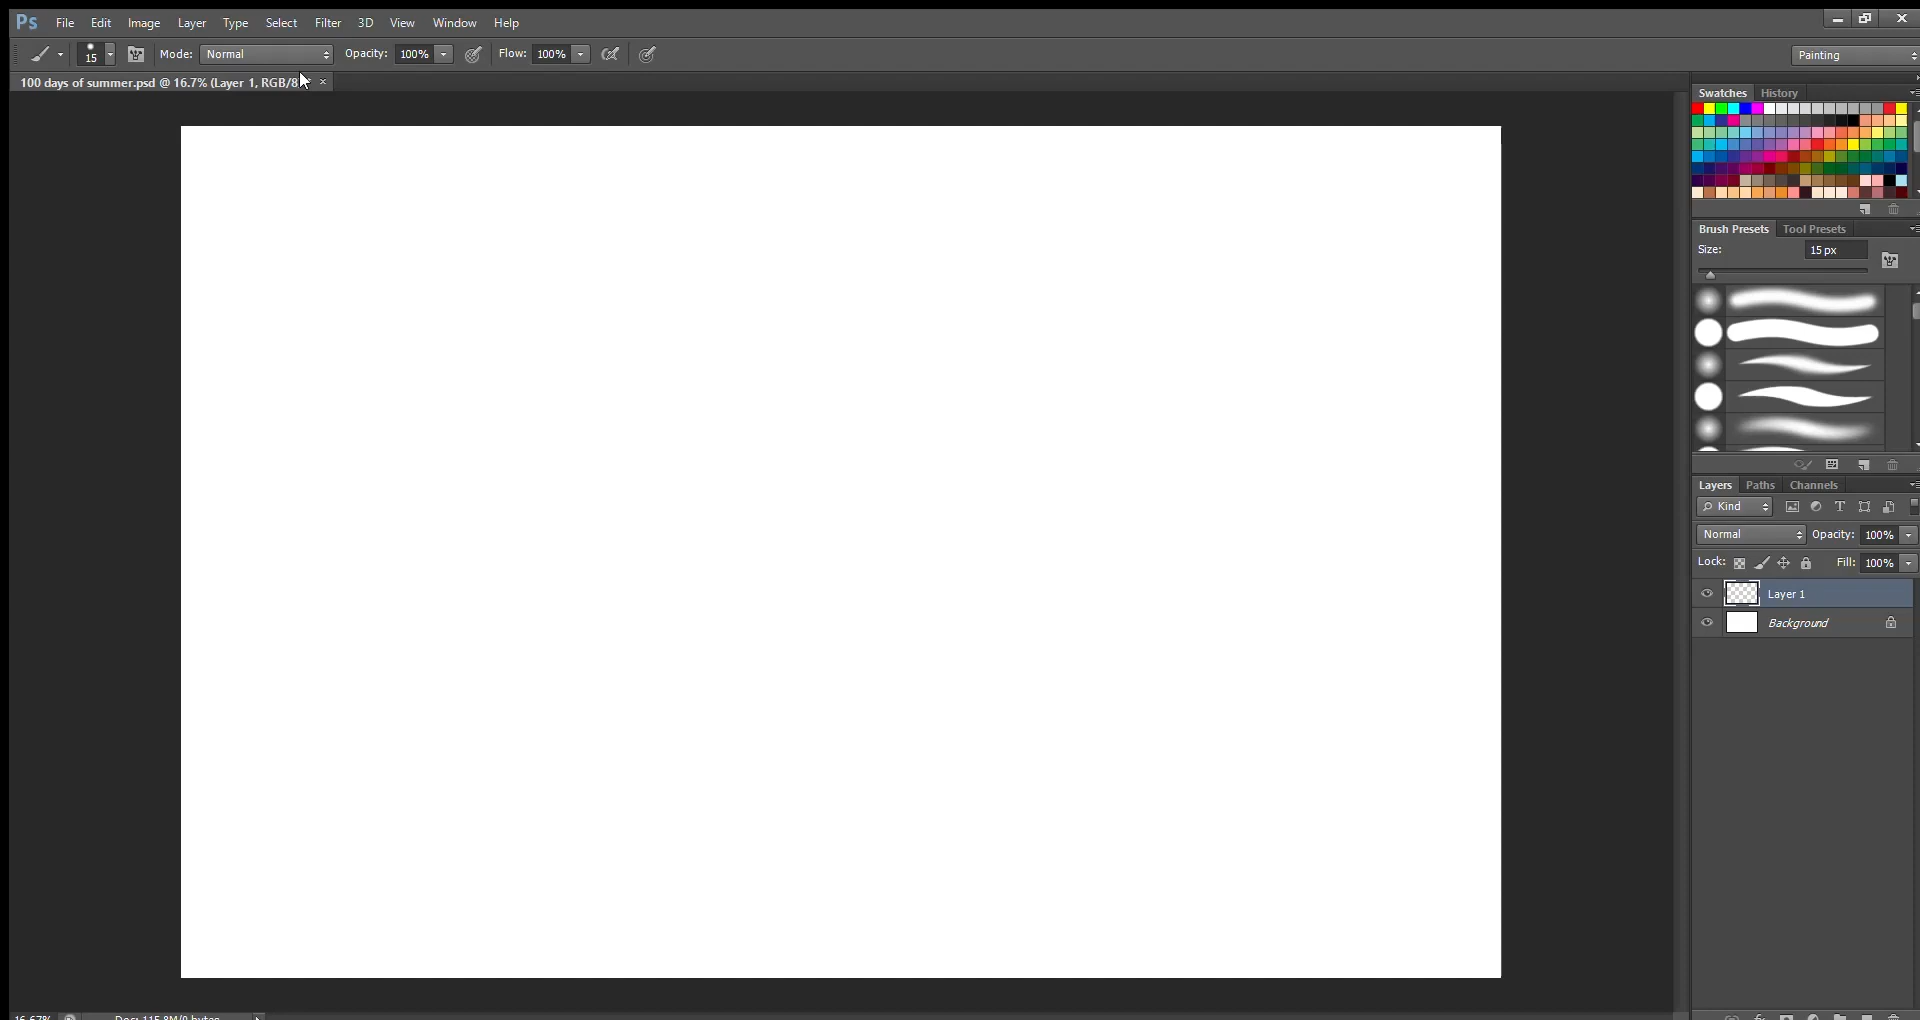 Ps File Edit Image Layer Type Select Filter 3D View Window Help
15 Mode: Normal Opacity: 100% Flow: 100% Painting
100 days of summer.psd @ 16.7% (Layer 1, RGB/8 ×
Swatches History
Brush Presets Tool Presets
Size: 15 px
Layers Paths Channels
Kind
Normal Opacity: 100%
Lock: Fill: 100%
Layer 1
Background
16.67% Doc: 115.8M/0 bytes